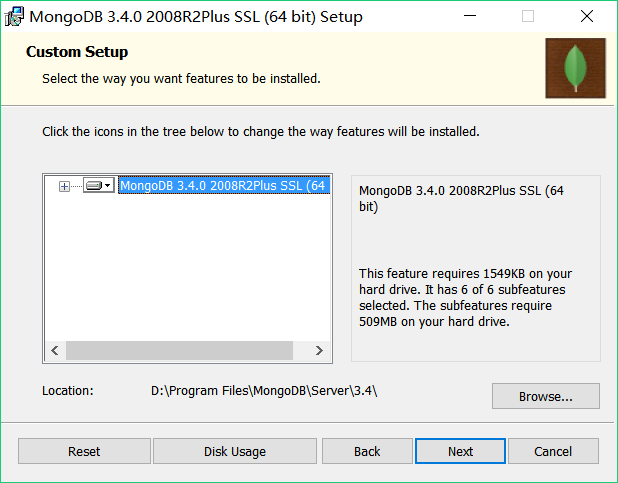 MongoDB 3.4.0 2008R2Plus SSL (64 bit) Setup
Custom Setup
Select the way you want features to be installed.
Click the icons in the tree below to change the way features will be installed.
MongoDB 3.4.0 2008R2Plus SSL (64
MongoDB 3.4.0 2008R2Plus SSL (64
bit)
This feature requires 1549KB on your
hard drive. It has 6 of 6 subfeatures
selected. The subfeatures require
509MB on your hard drive.
Location: D:\Program Files\MongoDB\Server\3.4\
Browse...
Reset Disk Usage Back Next Cancel